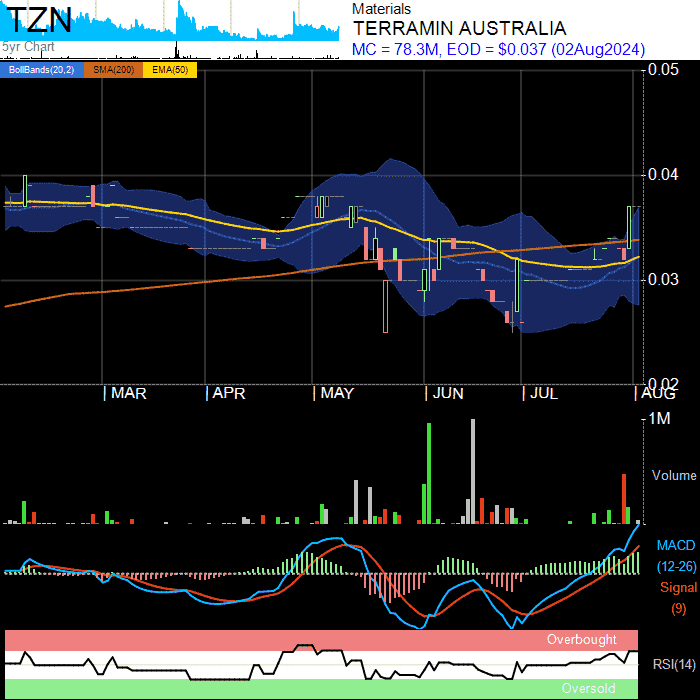 TZN
5yr Chart
Materials
TERRAMIN AUSTRALIA
MC = 78.3M, EOD = $0.037 (02Aug2024)
BollBands(20,2) SMA(200) EMA(50)
0.05
0.04
0.03
0.02
| MAR | APR | MAY | JUN | JUL | AUG
1M
Volume
MACD
(12-26)
Signal
(9)
Overbought
RSI(14)
Oversold